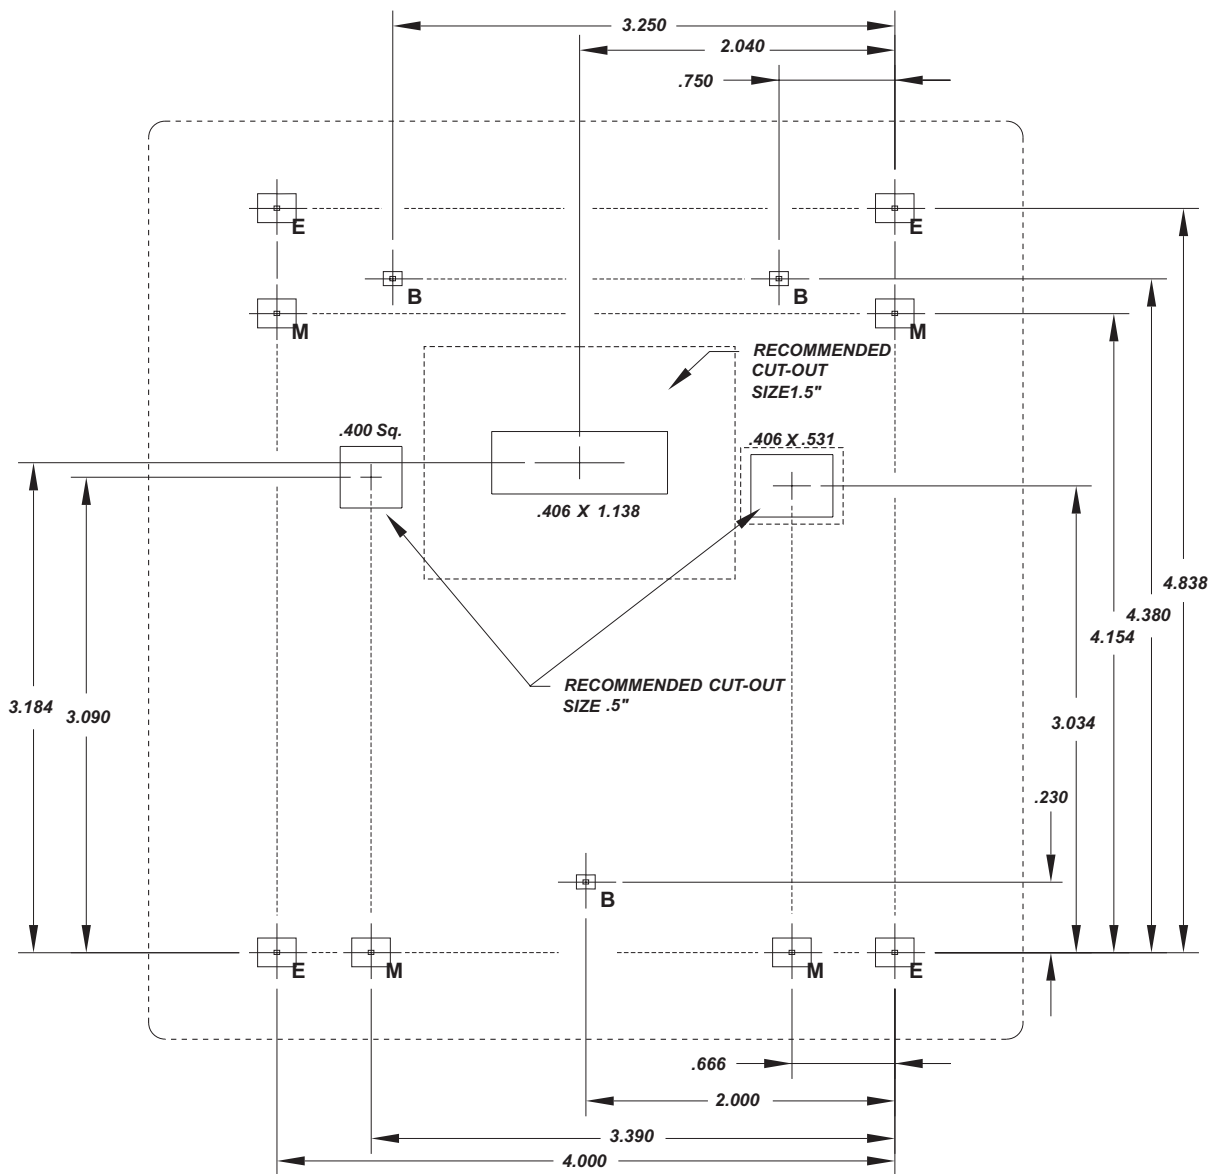 3.250
2.040
.750
E
E
B
B
M
M
RECOMMENDED
CUT-OUT
SIZE1.5"
.400 Sq.
.406 X .531
.406 X 1.138
4.838
4.380
4.154
RECOMMENDED CUT-OUT
SIZE .5"
3.184
3.090
3.034
.230
B
E
M
M
E
.666
2.000
3.390
4.000